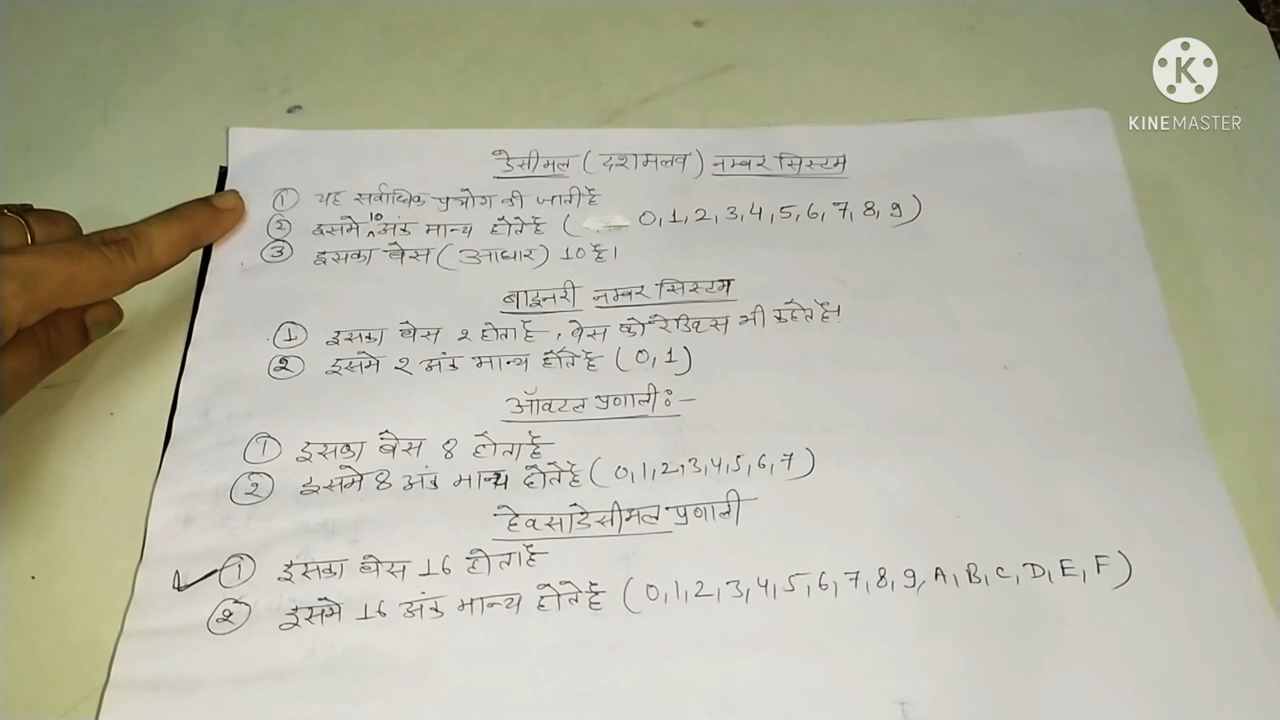 KINEMASTER
डेसीमल (दशमलव) नम्बर सिस्टम
① यह सर्वाधिक प्रयोग की जाती है
② इसमे 10 अंक मान्य होते है ( 0, 1, 2, 3, 4, 5, 6, 7, 8, 9)
③ इसका बेस (आधार) 10 है।
बाइनरी नम्बर सिस्टम
① इसका बेस २ होता है, बेस को रेडिक्स भी कहते है।
② इसमे २ अंक मान्य होते है (0, 1)
ऑक्टल प्रणाली:-
① इसका बेस 8 होता है
② इसमे 8 अंक मान्य होते है (0, 1, 2, 3, 4, 5, 6, 7)
हेक्साडेसीमल प्रणाली
① इसका बेस 16 होता है
② इसमे 16 अंक मान्य होते है (0, 1, 2, 3, 4, 5, 6, 7, 8, 9, A, B, C, D, E, F)